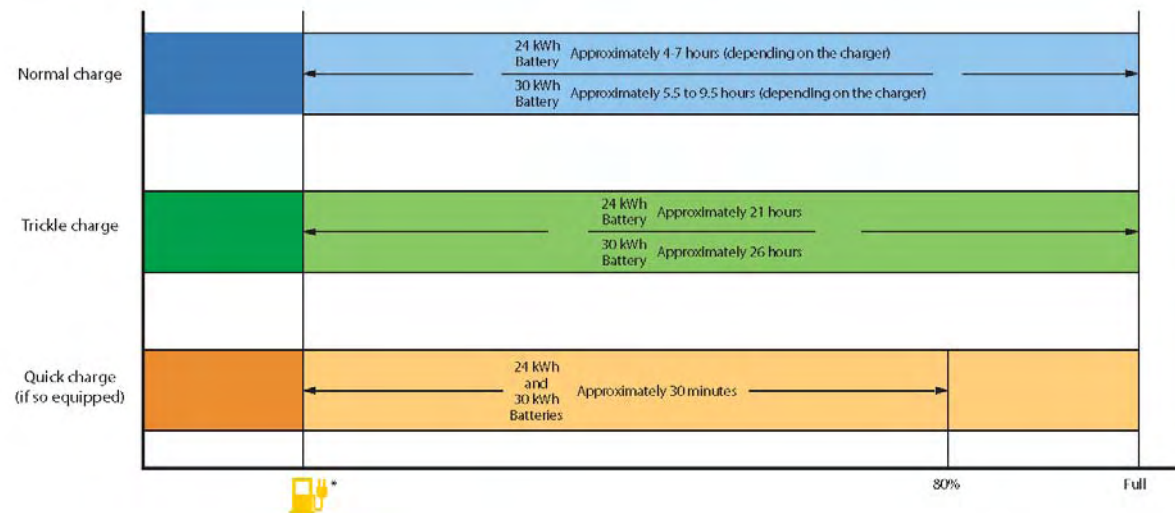 Normal charge
24 kWh
Battery
Approximately 4-7 hours (depending on the charger)
30 kWh
Battery
Approximately 5.5 to 9.5 hours (depending on the charger)
Trickle charge
24 kWh
Battery
Approximately 21 hours
30 kWh
Battery
Approximately 26 hours
Quick charge
(if so equipped)
24 kWh
and
30 kWh
Batteries
Approximately 30 minutes
*
80%
Full